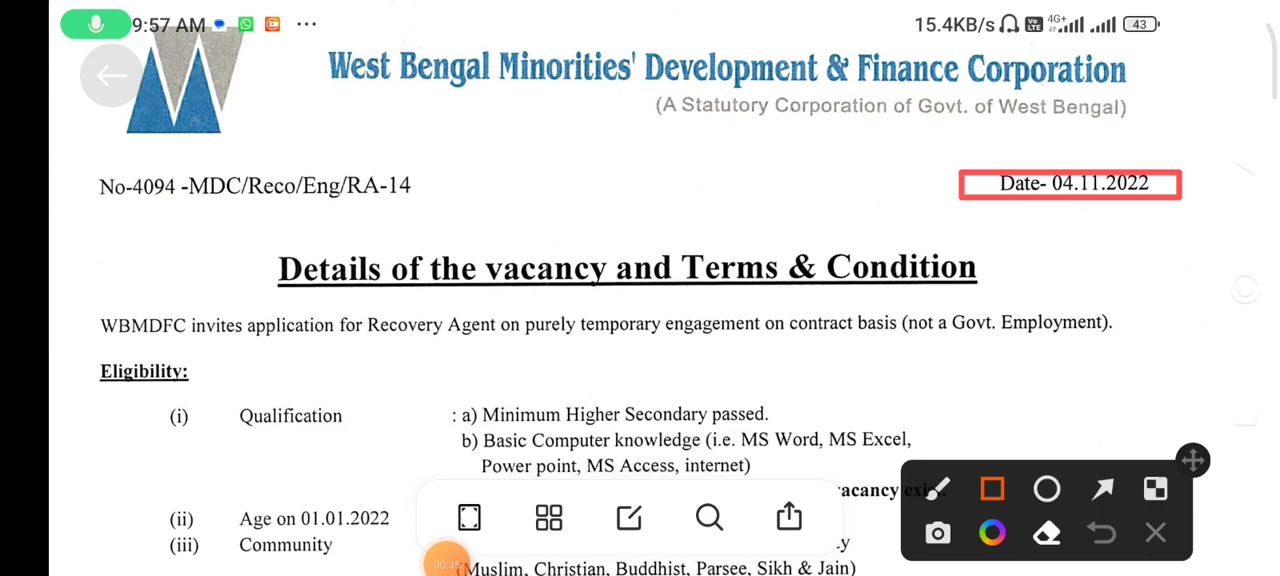 9:57 AM
15.4KB/s
4G+
43
West Bengal Minorities' Development & Finance Corporation
(A Statutory Corporation of Govt. of West Bengal)
No-4094 -MDC/Reco/Eng/RA-14
Date- 04.11.2022
Details of the vacancy and Terms & Condition
WBMDFC invites application for Recovery Agent on purely temporary engagement on contract basis (not a Govt. Employment).
Eligibility:
(i) Qualification : a) Minimum Higher Secondary passed.
b) Basic Computer knowledge (i.e. MS Word, MS Excel,
Power point, MS Access, internet)
vacancy
(ii) Age on 01.01.2022
(iii) Community
00:35
(Muslim, Christian, Buddhist, Parsee, Sikh & Jain)